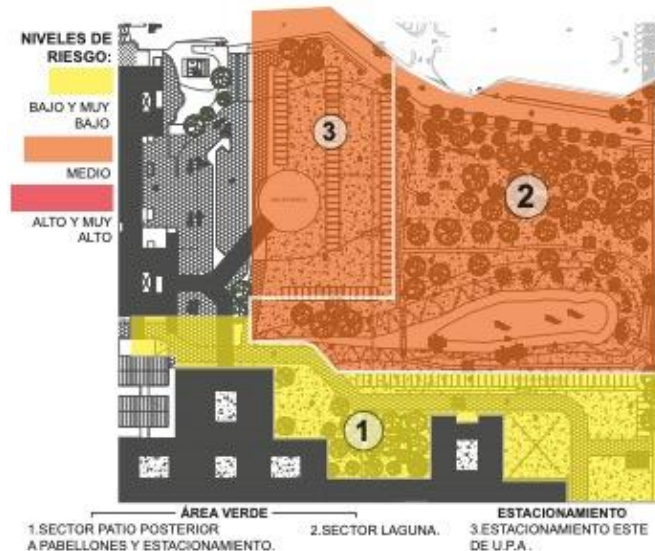 NIVELES DE
RIESGO:
BAJO Y MUY
BAJO
MEDIO
ALTO Y MUY
ALTO
3
2
1
ÁREA VERDE
1.SECTOR PATIO POSTERIOR
A PABELLONES Y ESTACIONAMIENTO.
2.SECTOR LAGUNA.
ESTACIONAMIENTO
3.ESTACIONAMIENTO ESTE
DE U.P.A.